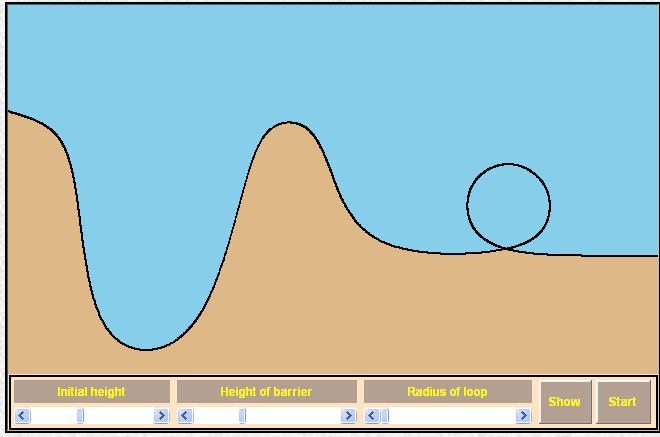 Initial height
Height of barrier
Radius of loop
Show
Start